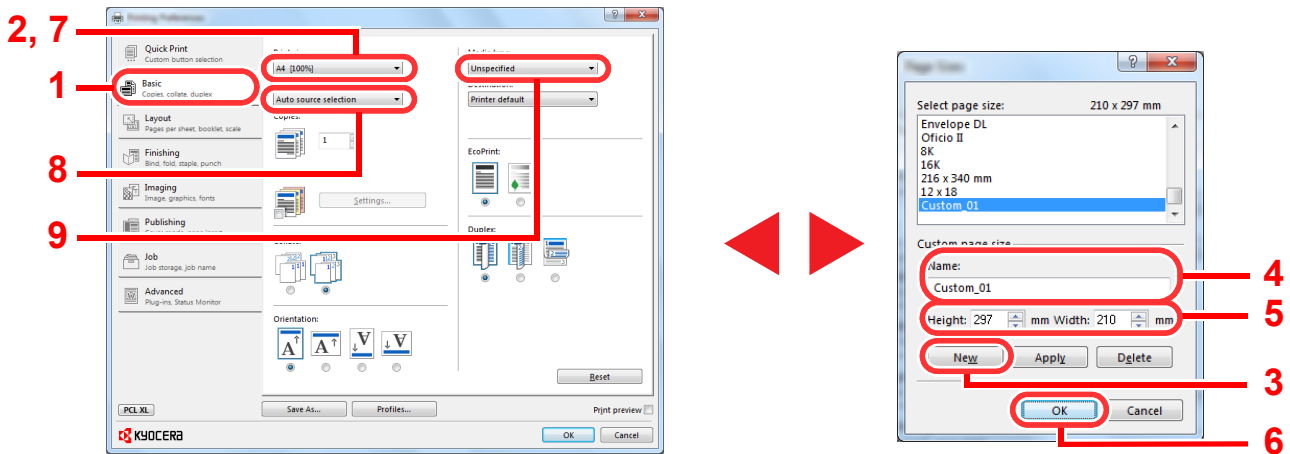 2, 7
1
8
9
Quick Print
Custom button selection
Basic
Copies, collate, duplex
Layout
Pages per sheet, booklet, scale
Finishing
Bind, fold, staple, punch
Imaging
Image, graphics, fonts
Publishing
Job
Job storage, job name
Advanced
Plug-ins, Status Monitor
A4 [100%]
Auto source selection
Copies:
1
Settings...
Orientation:
A A A A
Unspecified
Destination:
Printer default
EcoPrint:
Duplex:
Reset
PCL XL
Save As...
Profiles...
Print preview
KYOCERA
OK
Cancel
Select page size:
210 x 297 mm
Envelope DL
Oficio II
8K
16K
216 x 340 mm
12 x 18
Custom_01
Custom page size
Name:
Custom_01
Height: 297 mm Width: 210 mm
New
Apply
Delete
OK
Cancel
4
5
3
6